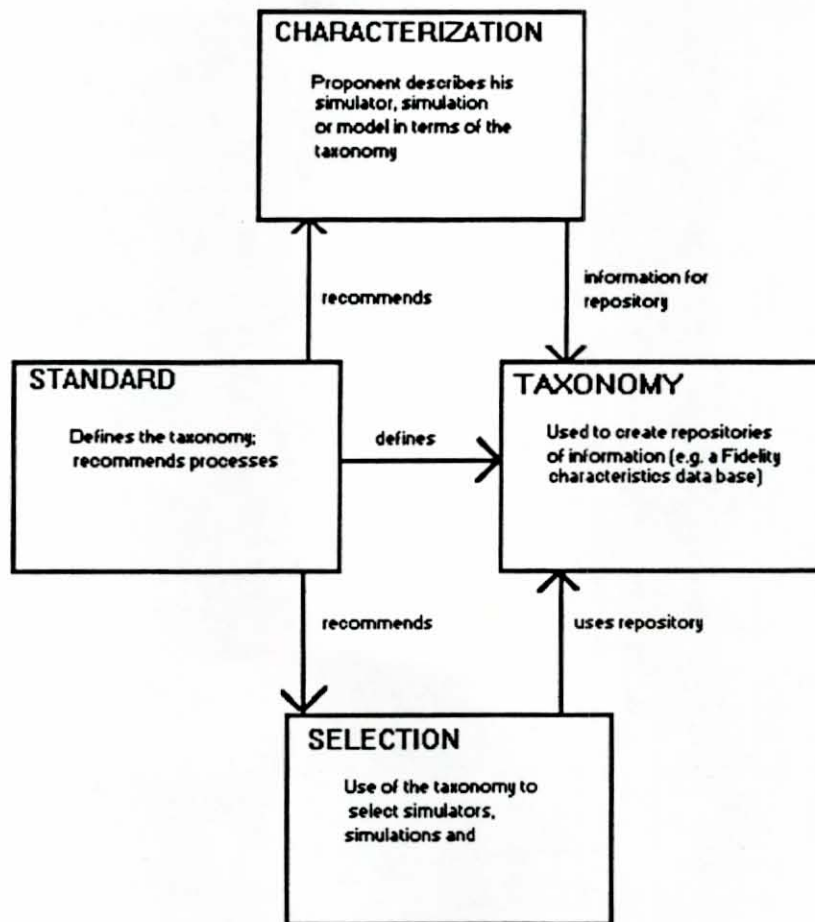 CHARACTERIZATION
Proponent describes his
simulator, simulation
or model in terms of the
taxonomy
recommends
information for
repository
STANDARD
Defines the taxonomy;
recommends processes
defines
TAXONOMY
Used to create repositories
of information (e.g. a Fidelity
characteristics data base)
recommends
uses repository
SELECTION
Use of the taxonomy to
select simulators,
simulations and